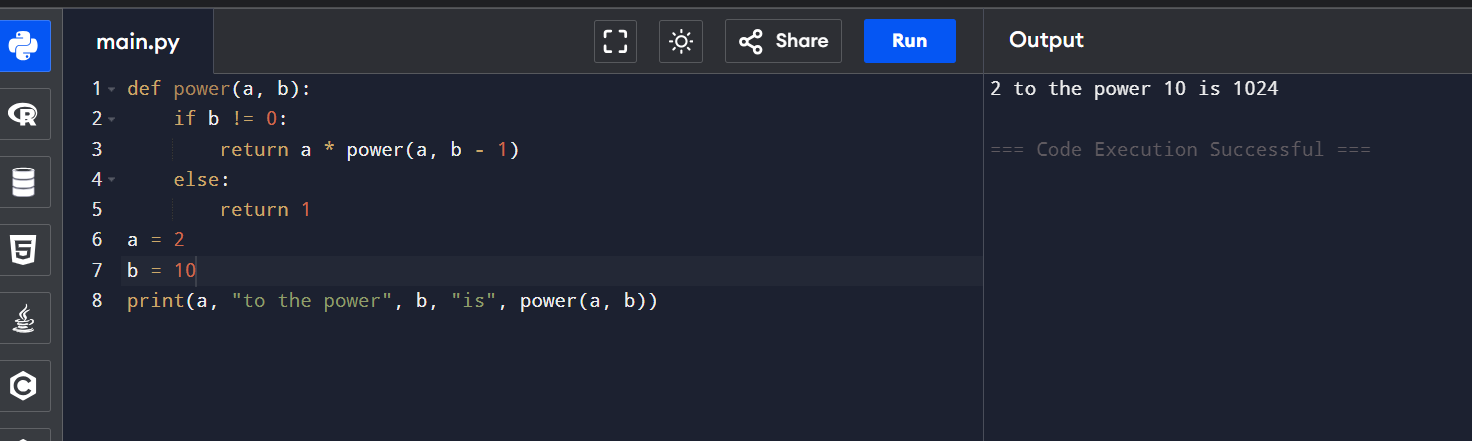 main.py
Share
Run
Output
1 def power(a, b):
2 if b != 0:
3 return a * power(a, b - 1)
4 else:
5 return 1
6 a = 2
7 b = 10
8 print(a, "to the power", b, "is", power(a, b))
2 to the power 10 is 1024
=== Code Execution Successful ===